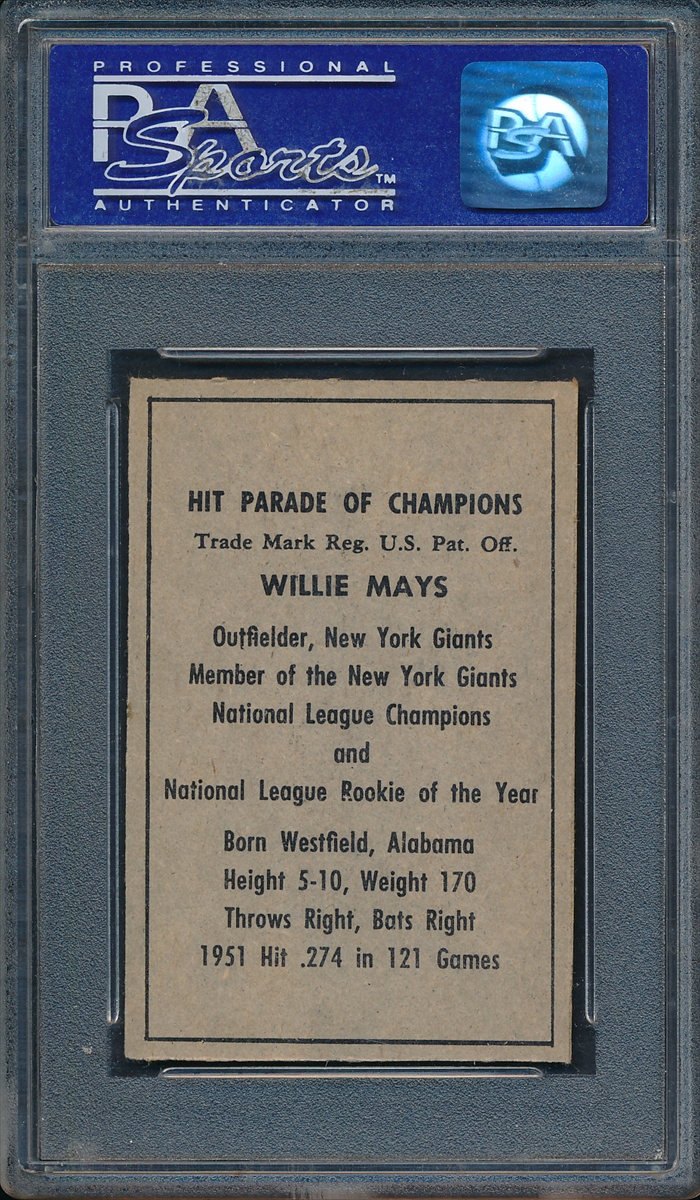 PROFESSIONAL
PSA
Sports™
AUTHENTICATOR
PSA
HIT PARADE OF CHAMPIONS
Trade Mark Reg. U.S. Pat. Off.
WILLIE MAYS
Outfielder, New York Giants
Member of the New York Giants
National League Champions
and
National League Rookie of the Year
Born Westfield, Alabama
Height 5-10, Weight 170
Throws Right, Bats Right
1951 Hit .274 in 121 Games